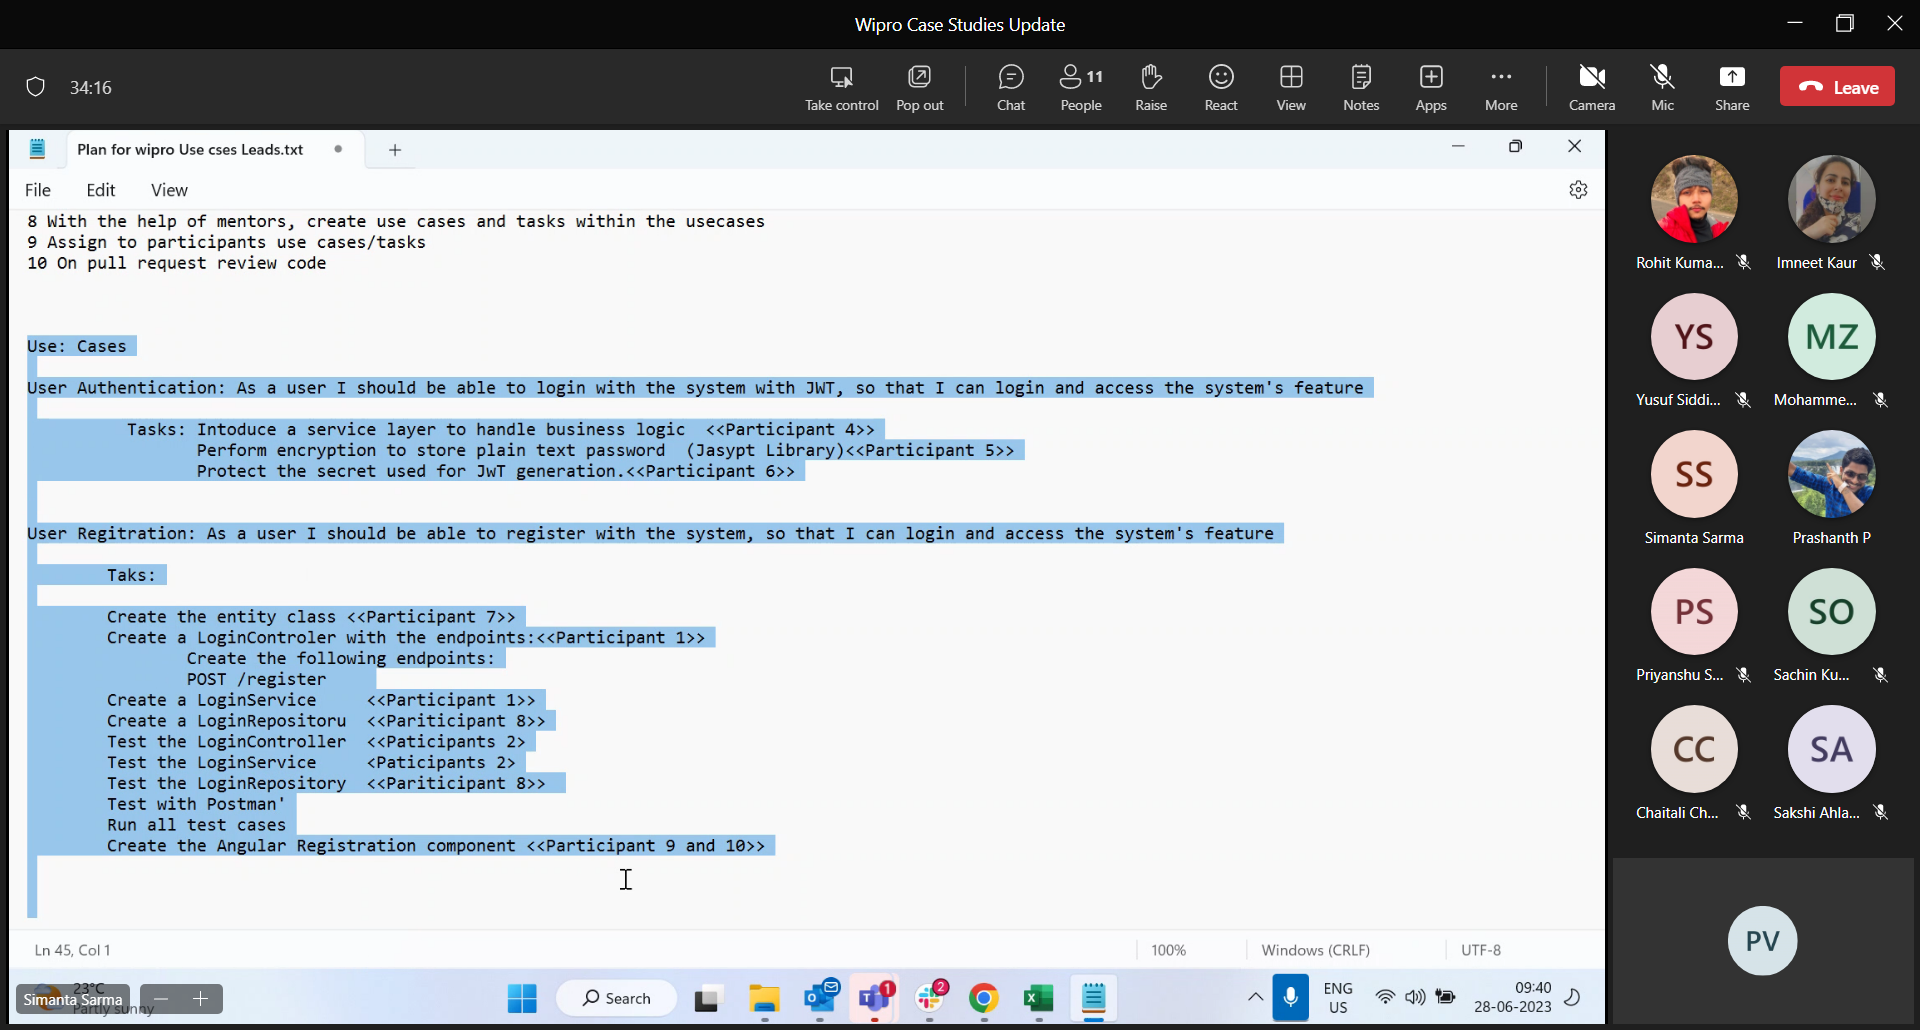 Wipro Case Studies Update
34:16
Take control
Pop out
Chat
11
People
Raise
React
View
Notes
Apps
More
Camera
Mic
Share
Leave
Plan for wipro Use cses Leads.txt
File Edit View
8 With the help of mentors, create use cases and tasks within the usecases
9 Assign to participants use cases/tasks
10 On pull request review code
Use: Cases
User Authentication: As a user I should be able to login with the system with JWT, so that I can login and access the system's feature
Tasks: Intoduce a service layer to handle business logic <<Participant 4>>
Perform encryption to store plain text password (Jasypt Library)<<Participant 5>>
Protect the secret used for JwT generation.<<Participant 6>>
User Regitration: As a user I should be able to register with the system, so that I can login and access the system's feature
Taks:
Create the entity class <<Participant 7>>
Create a LoginControler with the endpoints:<<Participant 1>>
Create the following endpoints:
POST /register
Create a LoginService <<Participant 1>>
Create a LoginRepositoru <<Pariticipant 8>>
Test the LoginController <<Paticipants 2>
Test the LoginService <Paticipants 2>
Test the LoginRepository <<Pariticipant 8>>
Test with Postman'
Run all test cases
Create the Angular Registration component <<Participant 9 and 10>>
Ln 45, Col 1
100%
Windows (CRLF)
UTF-8
23°C
Partly sunny
Simanta Sarma
Search
1
2
ENG
US
09:40
28-06-2023
Rohit Kuma...
Imneet Kaur
YS
Yusuf Siddi...
MZ
Mohamme...
SS
Simanta Sarma
Prashanth P
PS
Priyanshu S...
SO
Sachin Ku...
CC
Chaitali Ch...
SA
Sakshi Ahla...
PV